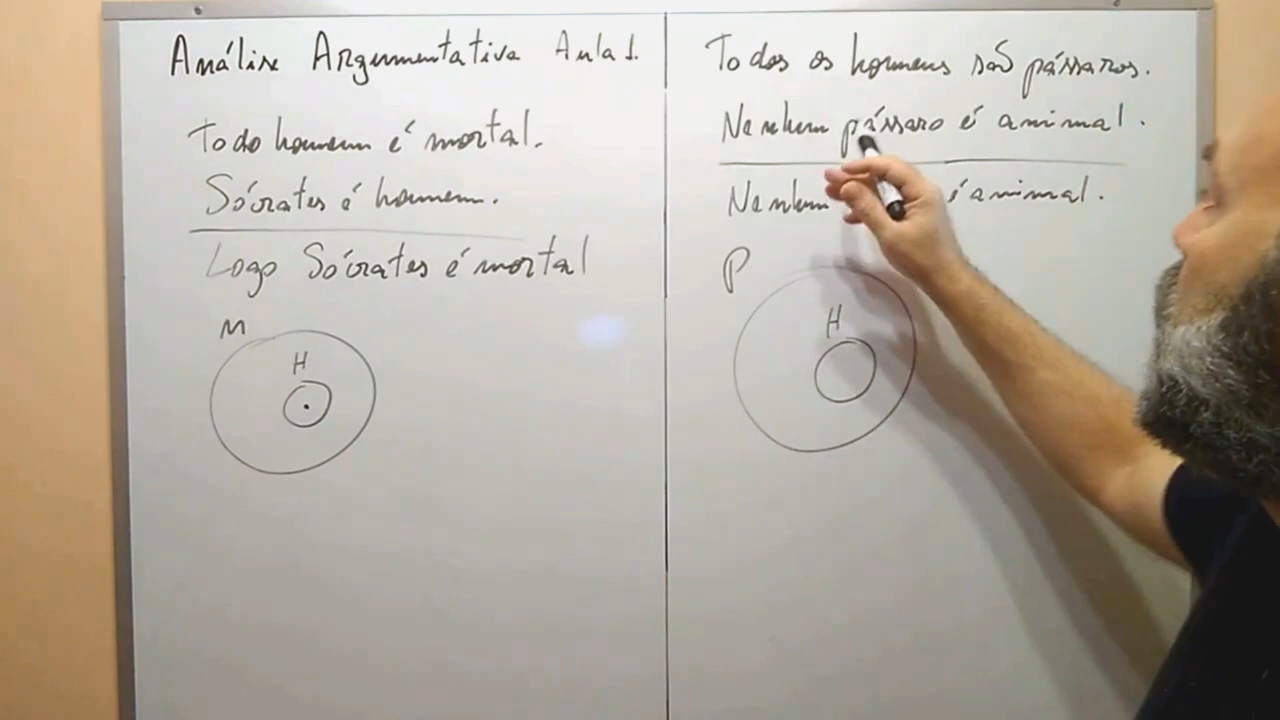 Análise Argumentativa Aula 1.
Todo homem é mortal.
Sócrates é homem.
Logo Sócrates é mortal
M
H
Todos os homens são pássaros.
Nenhum pássaro é animal.
Nenhum é animal.
P
H